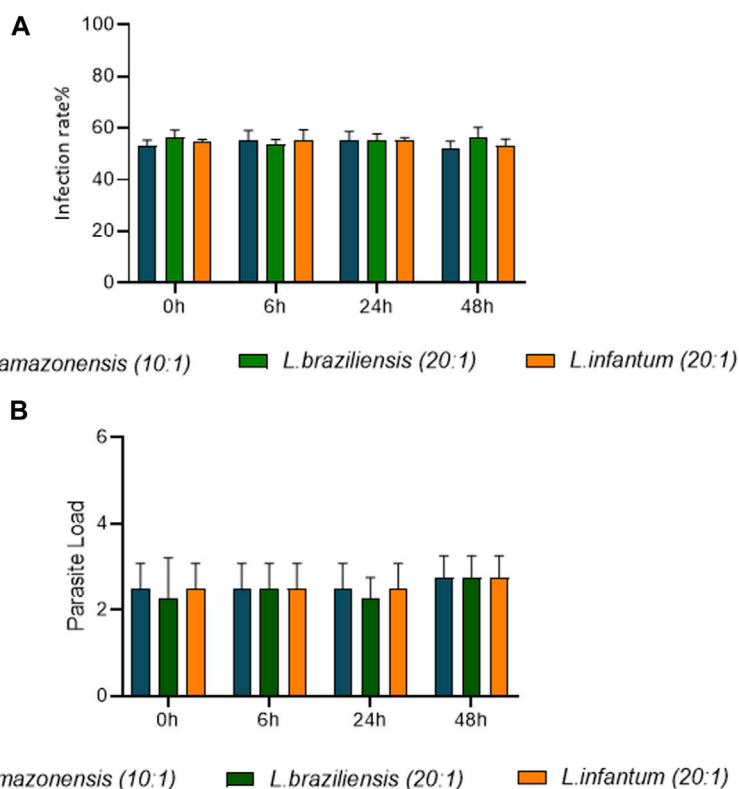 A
100
80
60
40
20
0
Infection rate%
0h 6h 24h 48h
amazonensis (10:1) L.braziliensis (20:1) L.infantum (20:1)
B
6
4
2
0
Parasite Load
0h 6h 24h 48h
mazonensis (10:1) L.braziliensis (20:1) L.infantum (20:1)